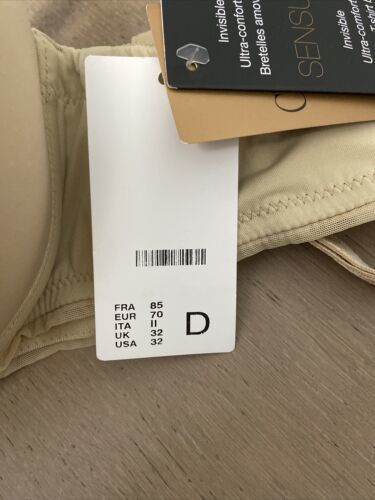 Invisible
Ultra-confort
Bretelles amov
SENSU
Invisible
Ultra-comfort
T-shirt b
FRA 85
EUR 70
ITA II
UK 32
USA 32
D